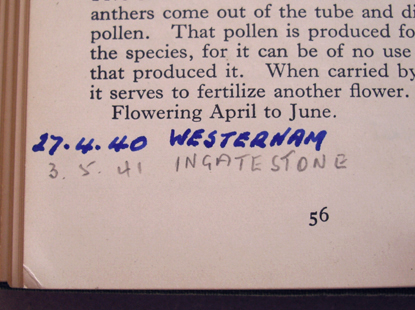 anthers come out of the tube and di
pollen. That pollen is produced fo
the species, for it can be of no use
that produced it. When carried by
it serves to fertilize another flower.
Flowering April to June.
27.4.40 WESTERNAM
3.5.41 INGATESTONE
56